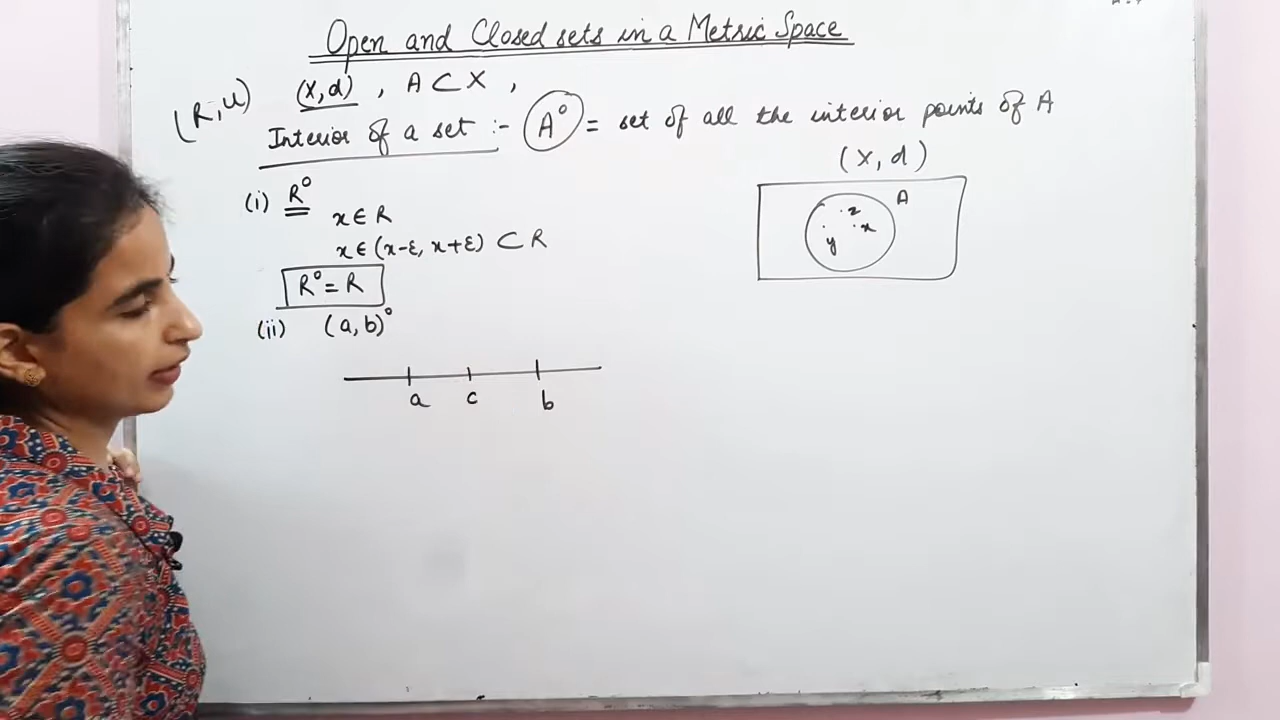 Open and Closed sets in a Metric Space
(R, U) (X, d) , A ⊂ X ,
Interior of a set :- A° = set of all the interior points of A
(X, d)
A
z
x
y
(i) R°
x ∈ R
x ∈ (x-ε, x+ε) ⊂ R
R° = R
(ii) (a, b)°
a c b